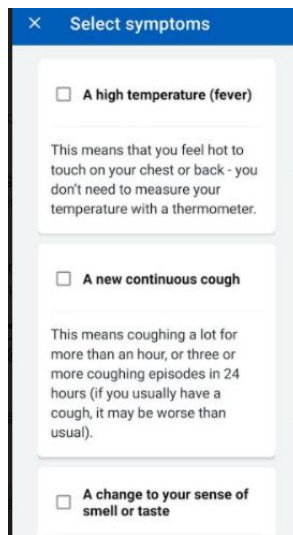 × Select symptoms
A high temperature (fever)
This means that you feel hot to
touch on your chest or back - you
don't need to measure your
temperature with a thermometer.
A new continuous cough
This means coughing a lot for
more than an hour, or three or
more coughing episodes in 24
hours (if you usually have a
cough, it may be worse than
usual).
A change to your sense of
smell or taste